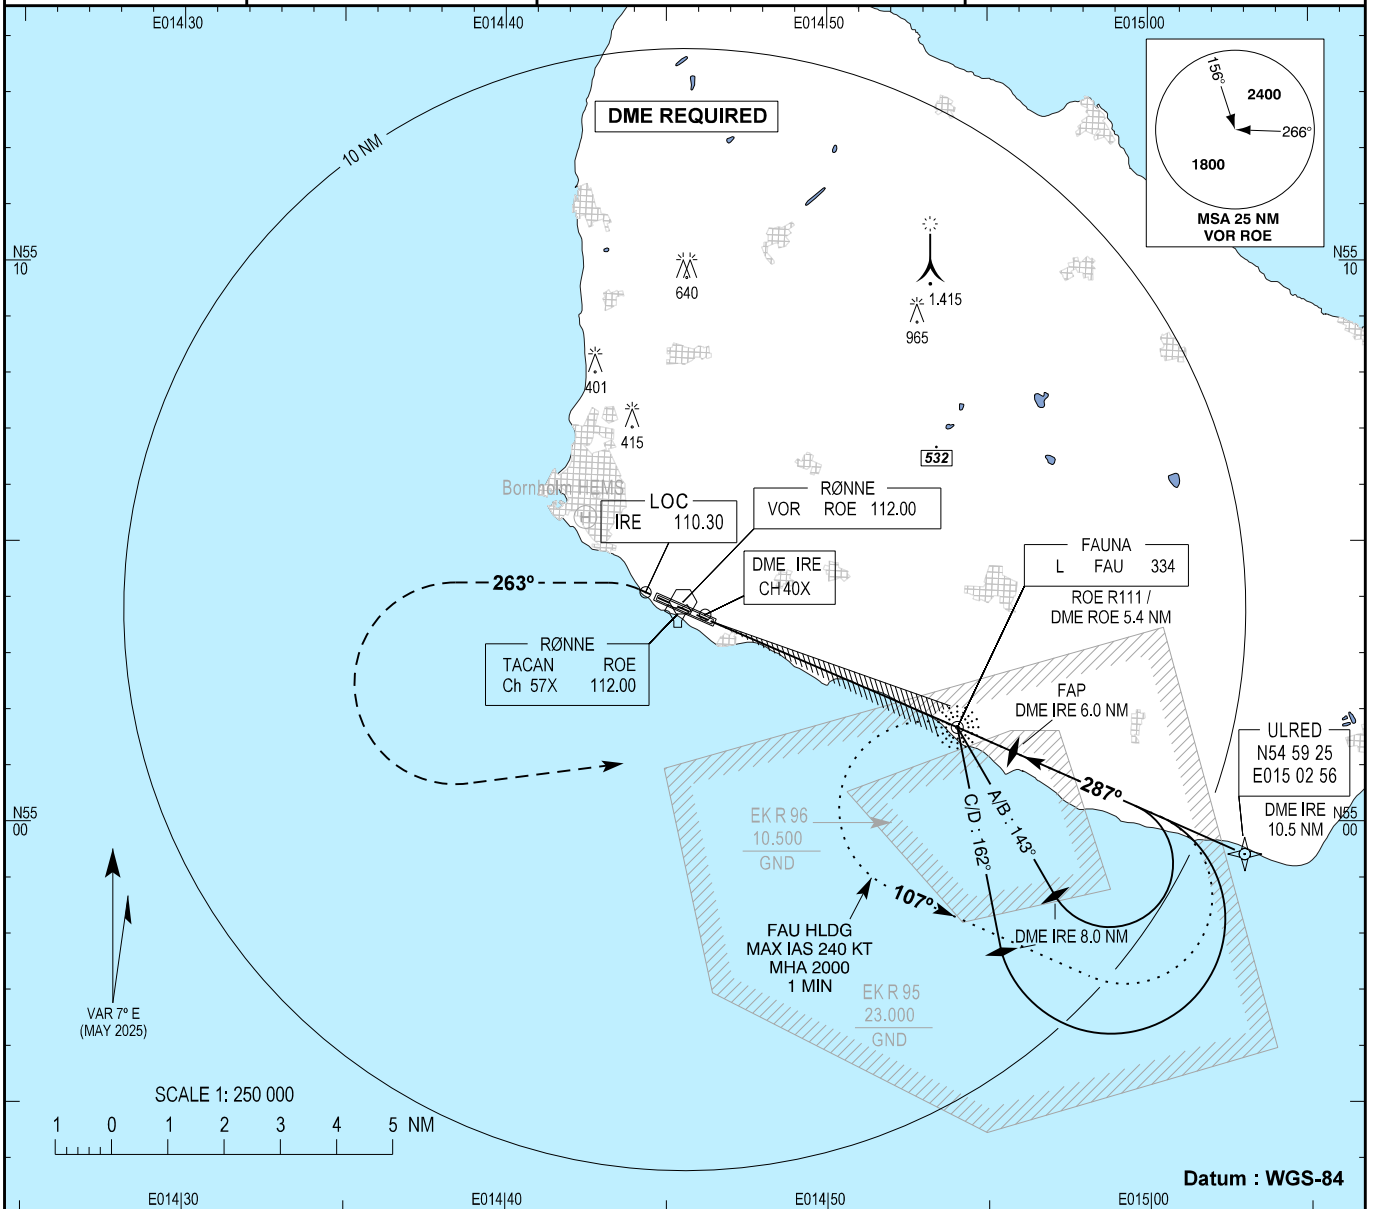 E014 30
E014 40
E014 50
E015 00
156°
2400
266°
1800
MSA 25 NM
VOR ROE
DME REQUIRED
10 NM
N55
10
N55
10
640
1.415
965
401
415
532
Bornholm HEMS
H
LOC
IRE 110.30
RØNNE
VOR ROE 112.00
DME IRE
CH40X
FAUNA
L FAU 334
ROE R111 /
DME ROE 5.4 NM
263°
RØNNE
TACAN ROE
Ch 57X 112.00
FAP
DME IRE 6.0 NM
ULRED
N54 59 25
E015 02 56
DME IRE
10.5 NM
287°
N55
00
N55
00
A/B : 143°
C/D : 162°
EK R 96
10.500
GND
107°
FAU HLDG
MAX IAS 240 KT
MHA 2000
1 MIN
DME IRE 8.0 NM
EK R 95
23.000
GND
VAR 7° E
(MAY 2025)
SCALE 1: 250 000
1 0 1 2 3 4 5 NM
Datum : WGS-84
E014 30
E014 40
E014 50
E015 00